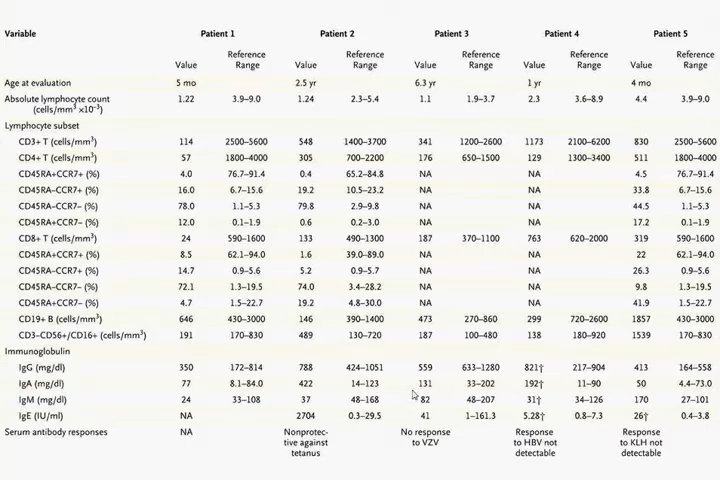 Variable Patient 1 Patient 2 Patient 3 Patient 4 Patient 5
Value Reference Range Value Reference Range Value Reference Range Value Reference Range Value Reference Range
Age at evaluation 5 mo 2.5 yr 6.3 yr 1 yr 4 mo
Absolute lymphocyte count (cells/mm³ ×10⁻³) 1.22 3.9–9.0 1.24 2.3–5.4 1.1 1.9–3.7 2.3 3.6–8.9 4.4 3.9–9.0
Lymphocyte subset
CD3+ T (cells/mm³) 114 2500–5600 548 1400–3700 341 1200–2600 1173 2100–6200 830 2500–5600
CD4+ T (cells/mm³) 57 1800–4000 305 700–2200 176 650–1500 129 1300–3400 511 1800–4000
CD45RA+CCR7+ (%) 4.0 76.7–91.4 0.4 65.2–84.8 NA NA 4.5 76.7–91.4
CD45RA–CCR7+ (%) 16.0 6.7–15.6 19.2 10.5–23.2 NA NA 33.8 6.7–15.6
CD45RA–CCR7– (%) 78.0 1.1–5.3 79.8 2.9–9.8 NA NA 44.5 1.1–5.3
CD45RA+CCR7– (%) 12.0 0.1–1.9 0.6 0.2–3.0 NA NA 17.2 0.1–1.9
CD8+ T (cells/mm³) 24 590–1600 133 490–1300 187 370–1100 763 620–2000 319 590–1600
CD45RA+CCR7+ (%) 8.5 62.1–94.0 1.6 39.0–89.0 NA NA 22 62.1–94.0
CD45RA–CCR7+ (%) 14.7 0.9–5.6 5.2 0.9–5.7 NA NA 26.3 0.9–5.6
CD45RA–CCR7– (%) 72.1 1.3–19.5 74.0 3.4–28.2 NA NA 9.8 1.3–19.5
CD45RA+CCR7– (%) 4.7 1.5–22.7 19.2 4.8–30.0 NA NA 41.9 1.5–22.7
CD19+ B (cells/mm³) 646 430–3000 146 390–1400 473 270–860 299 720–2600 1857 430–3000
CD3–CD56+/CD16+ (cells/mm³) 191 170–830 489 130–720 187 100–480 138 180–920 1539 170–830
Immunoglobulin
IgG (mg/dl) 350 172–814 788 424–1051 559 633–1280 821† 217–904 413 164–558
IgA (mg/dl) 77 8.1–84.0 422 14–123 131 33–202 192† 11–90 50 4.4–73.0
IgM (mg/dl) 24 33–108 37 48–168 82 48–207 31† 34–126 170 27–101
IgE (IU/ml) NA 2704 0.3–29.5 41 1–161.3 5.28† 0.8–7.3 26† 0.4–3.8
Serum antibody responses NA Nonprotec- No response Response Response
tive against to VZV to HBV not to KLH not
tetanus detectable detectable